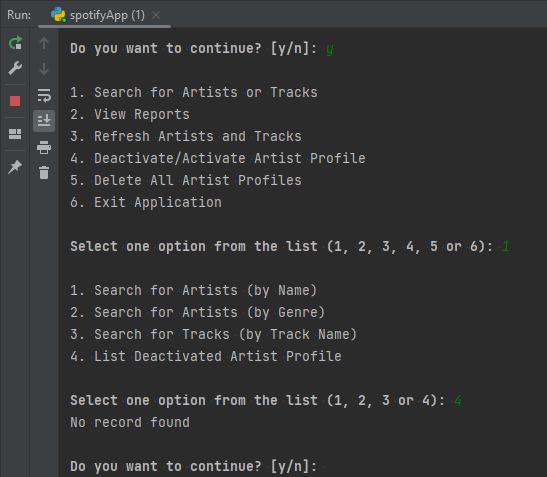 Run: spotifyApp (1)
Do you want to continue? [y/n]: y
1. Search for Artists or Tracks
2. View Reports
3. Refresh Artists and Tracks
4. Deactivate/Activate Artist Profile
5. Delete All Artist Profiles
6. Exit Application
Select one option from the list (1, 2, 3, 4, 5 or 6): 1
1. Search for Artists (by Name)
2. Search for Artists (by Genre)
3. Search for Tracks (by Track Name)
4. List Deactivated Artist Profile
Select one option from the list (1, 2, 3 or 4): 4
No record found
Do you want to continue? [y/n]: